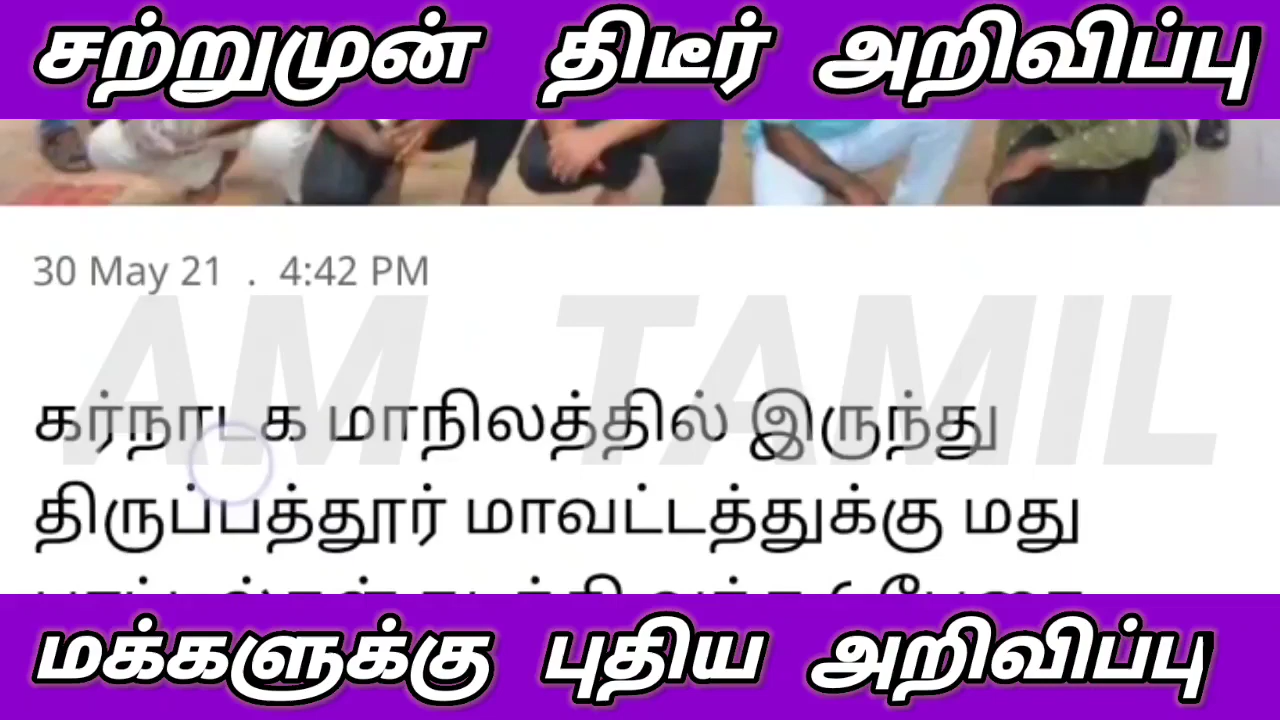 சற்றுமுன் திடீர் அறிவிப்பு
30 May 21 . 4:42 PM
AM TAMIL
கர்நாடக மாநிலத்தில் இருந்து
திருப்பத்தூர் மாவட்டத்துக்கு மது
மக்களுக்கு புதிய அறிவிப்பு